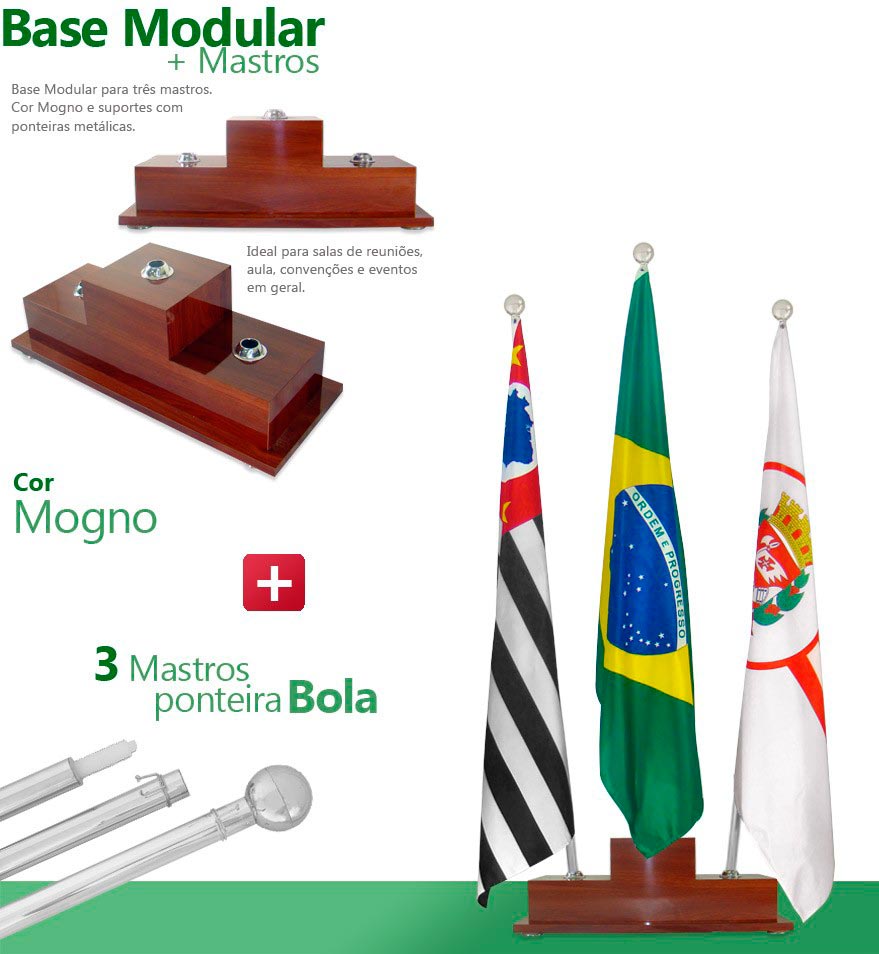 Base Modular
+ Mastros
Base Modular para três mastros.
Cor Mogno e suportes com
ponteiras metálicas.
Ideal para salas de reuniões,
aula, convenções e eventos
em geral.
Cor
Mogno
+
3 Mastros
ponteira Bola
ORDEM E PROGRESSO